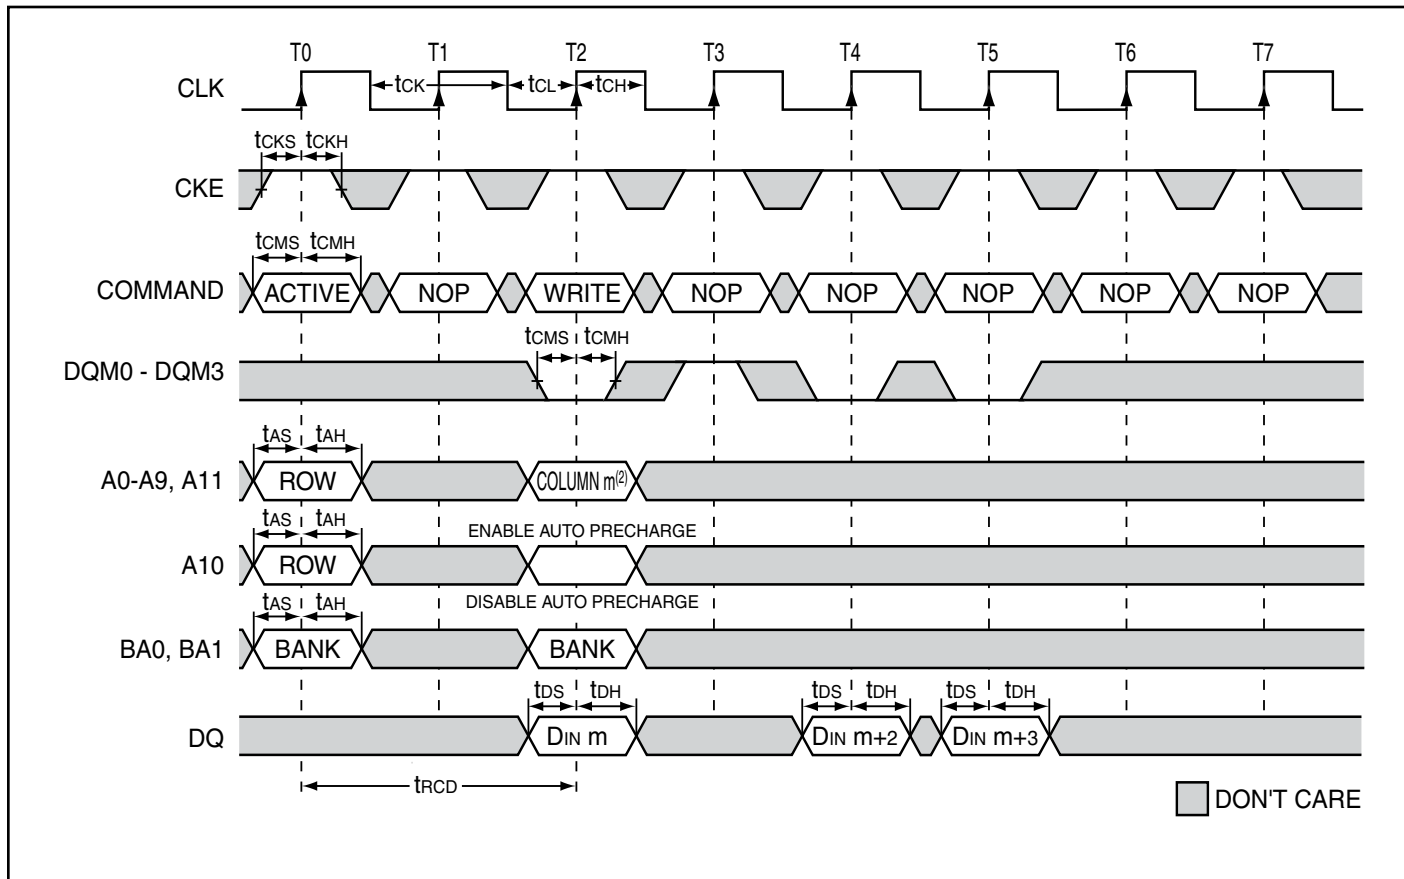 T0 T1 T2 T3 T4 T5 T6 T7
CLK tCK tCL tCH
tCKS tCKH
CKE
tCMS tCMH
COMMAND ACTIVE NOP WRITE NOP NOP NOP NOP NOP
tCMS tCMH
DQM0 - DQM3
tAS tAH
A0-A9, A11 ROW COLUMN m(2)
tAS tAH ENABLE AUTO PRECHARGE
A10 ROW
tAS tAH DISABLE AUTO PRECHARGE
BA0, BA1 BANK BANK
tDS tDH tDS tDH tDS tDH
DQ DIN m DIN m+2 DIN m+3
tRCD
DON'T CARE